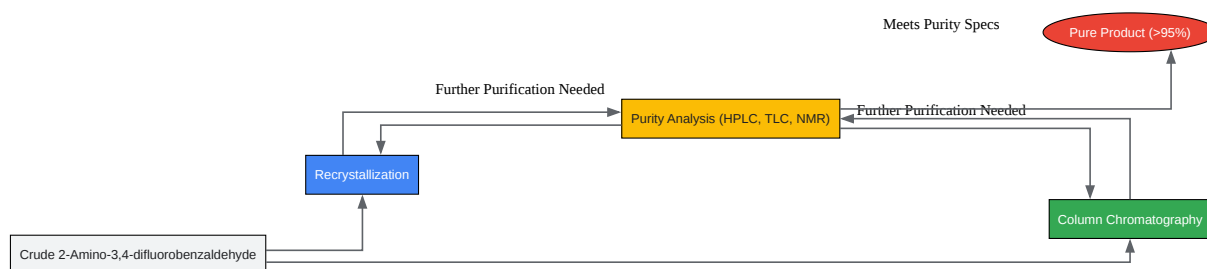 Meets Purity Specs
Pure Product (>95%)
Further Purification Needed
Purity Analysis (HPLC, TLC, NMR)
Further Purification Needed
Recrystallization
Column Chromatography
Crude 2-Amino-3,4-difluorobenzaldehyde